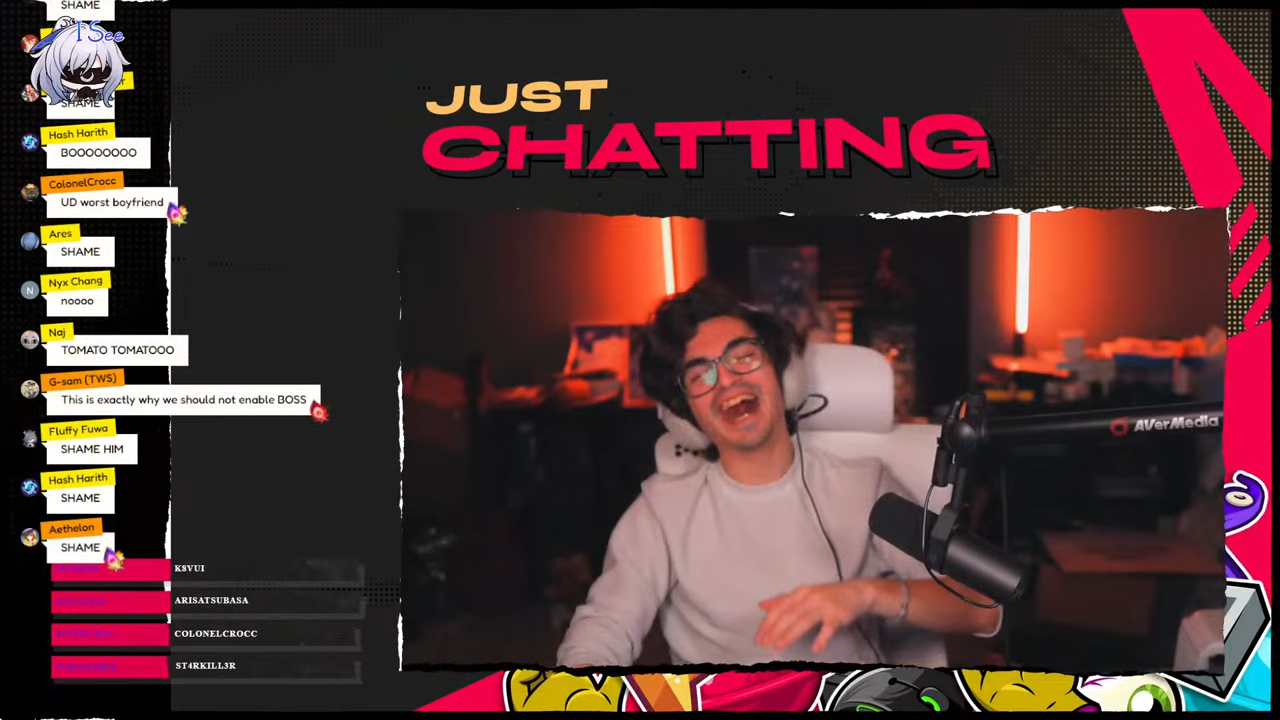 SHAME
I See
SHAME
Hash Harith
BOOOOOOOO
ColonelCrocc
UD worst boyfriend
Ares
SHAME
Nyx Chang
noooo
Naj
TOMATO TOMATOOO
G-sam (TWS)
This is exactly why we should not enable BOSS
Fluffy Fuwa
SHAME HIM
Hash Harith
SHAME
Aethelon
SHAME
K8VUI
ARISATSUBASA
COLONELCROCC
ST4RKILL3R
JUST
CHATTING
AVerMedia